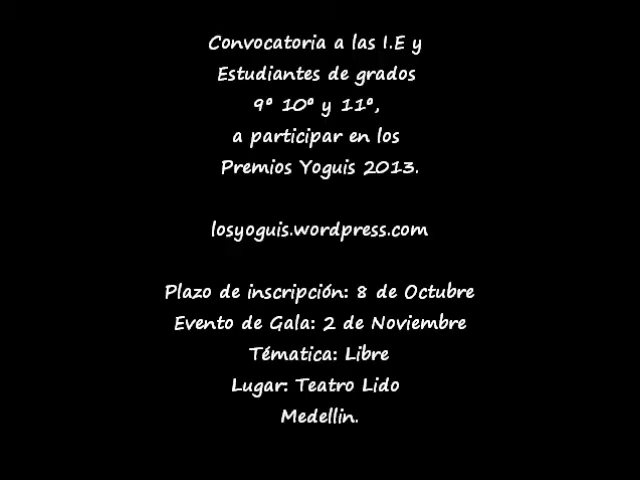 Convocatoria a las I.E y
Estudiantes de grados
9º 10º y 11º,
a participar en los
Premios Yoguis 2013.
losyoguis.wordpress.com
Plazo de inscripción: 8 de Octubre
Evento de Gala: 2 de Noviembre
Tématica: Libre
Lugar: Teatro Lido
Medellin.